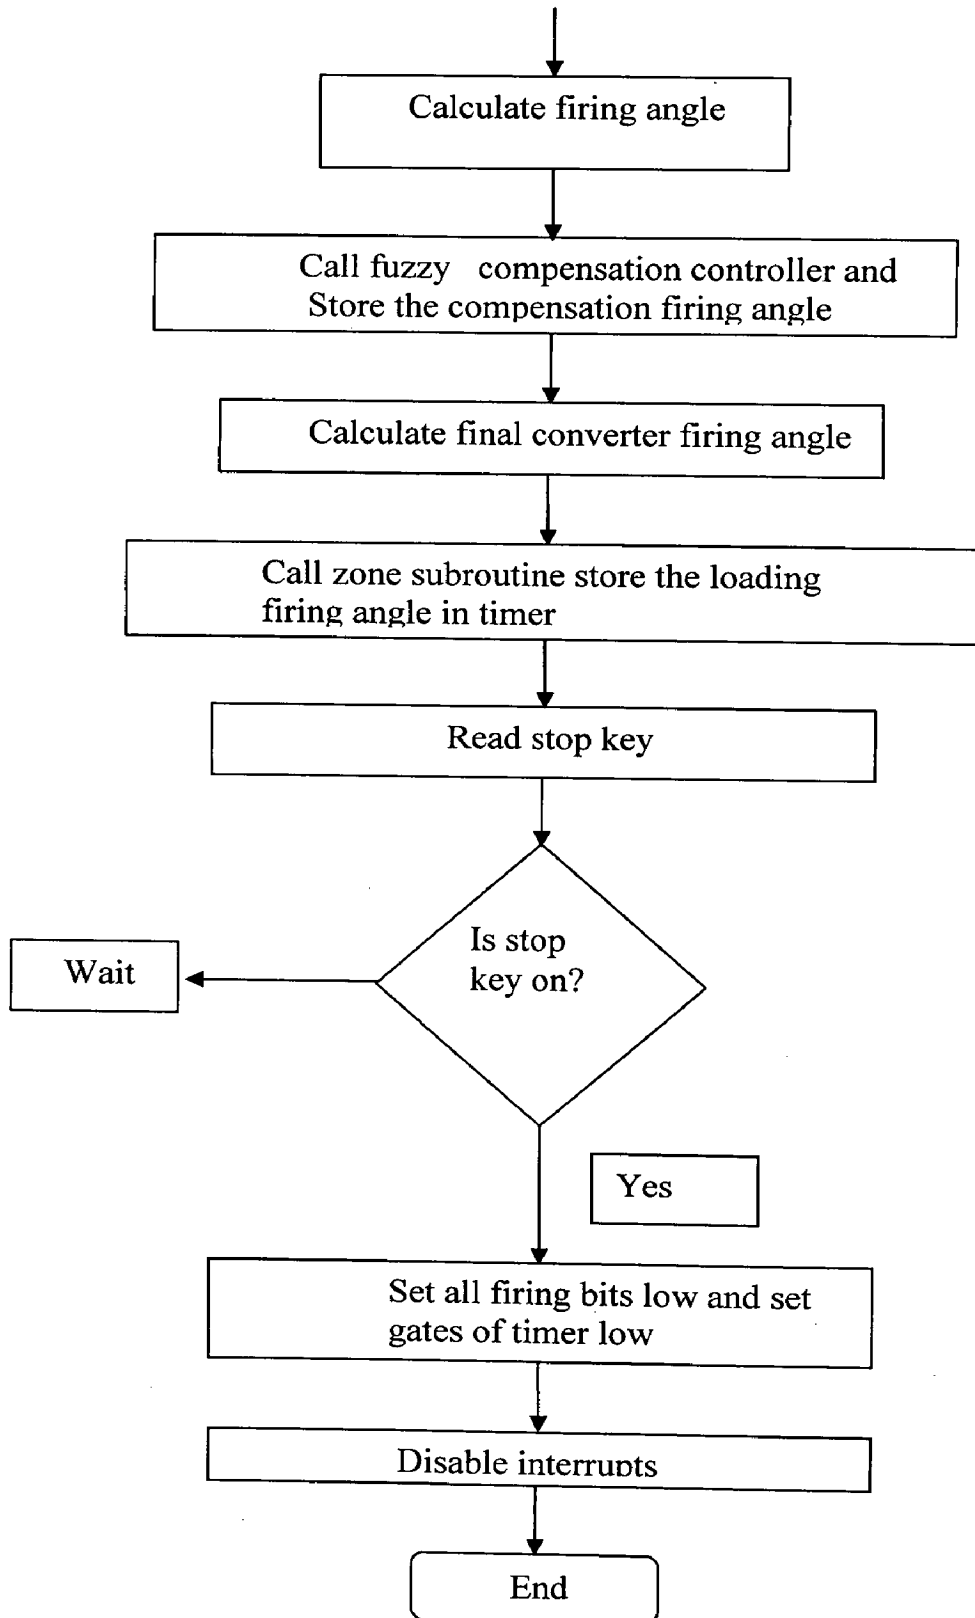 Calculate firing angle
Call fuzzy compensation controller and
Store the compensation firing angle
Calculate final converter firing angle
Call zone subroutine store the loading
firing angle in timer
Read stop key
Is stop
key on?
Wait
Yes
Set all firing bits low and set
gates of timer low
Disable interrupts
End